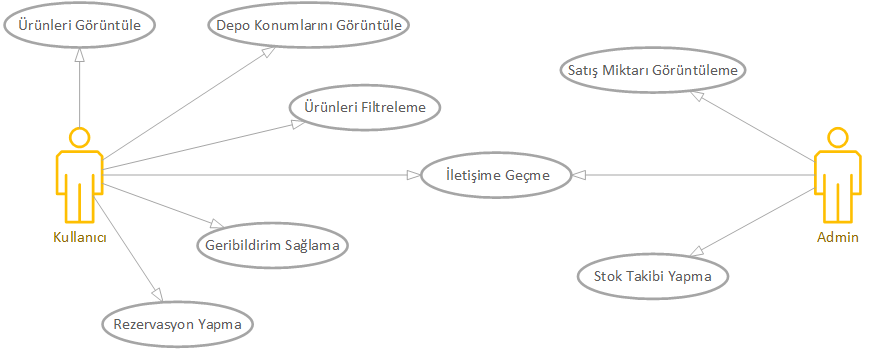 Ürünleri Görüntüle
Depo Konumlarını Görüntüle
Satış Miktarı Görüntüleme
Ürünleri Filtreleme
İletişime Geçme
Kullanıcı
Admin
Geribildirim Sağlama
Stok Takibi Yapma
Rezervasyon Yapma